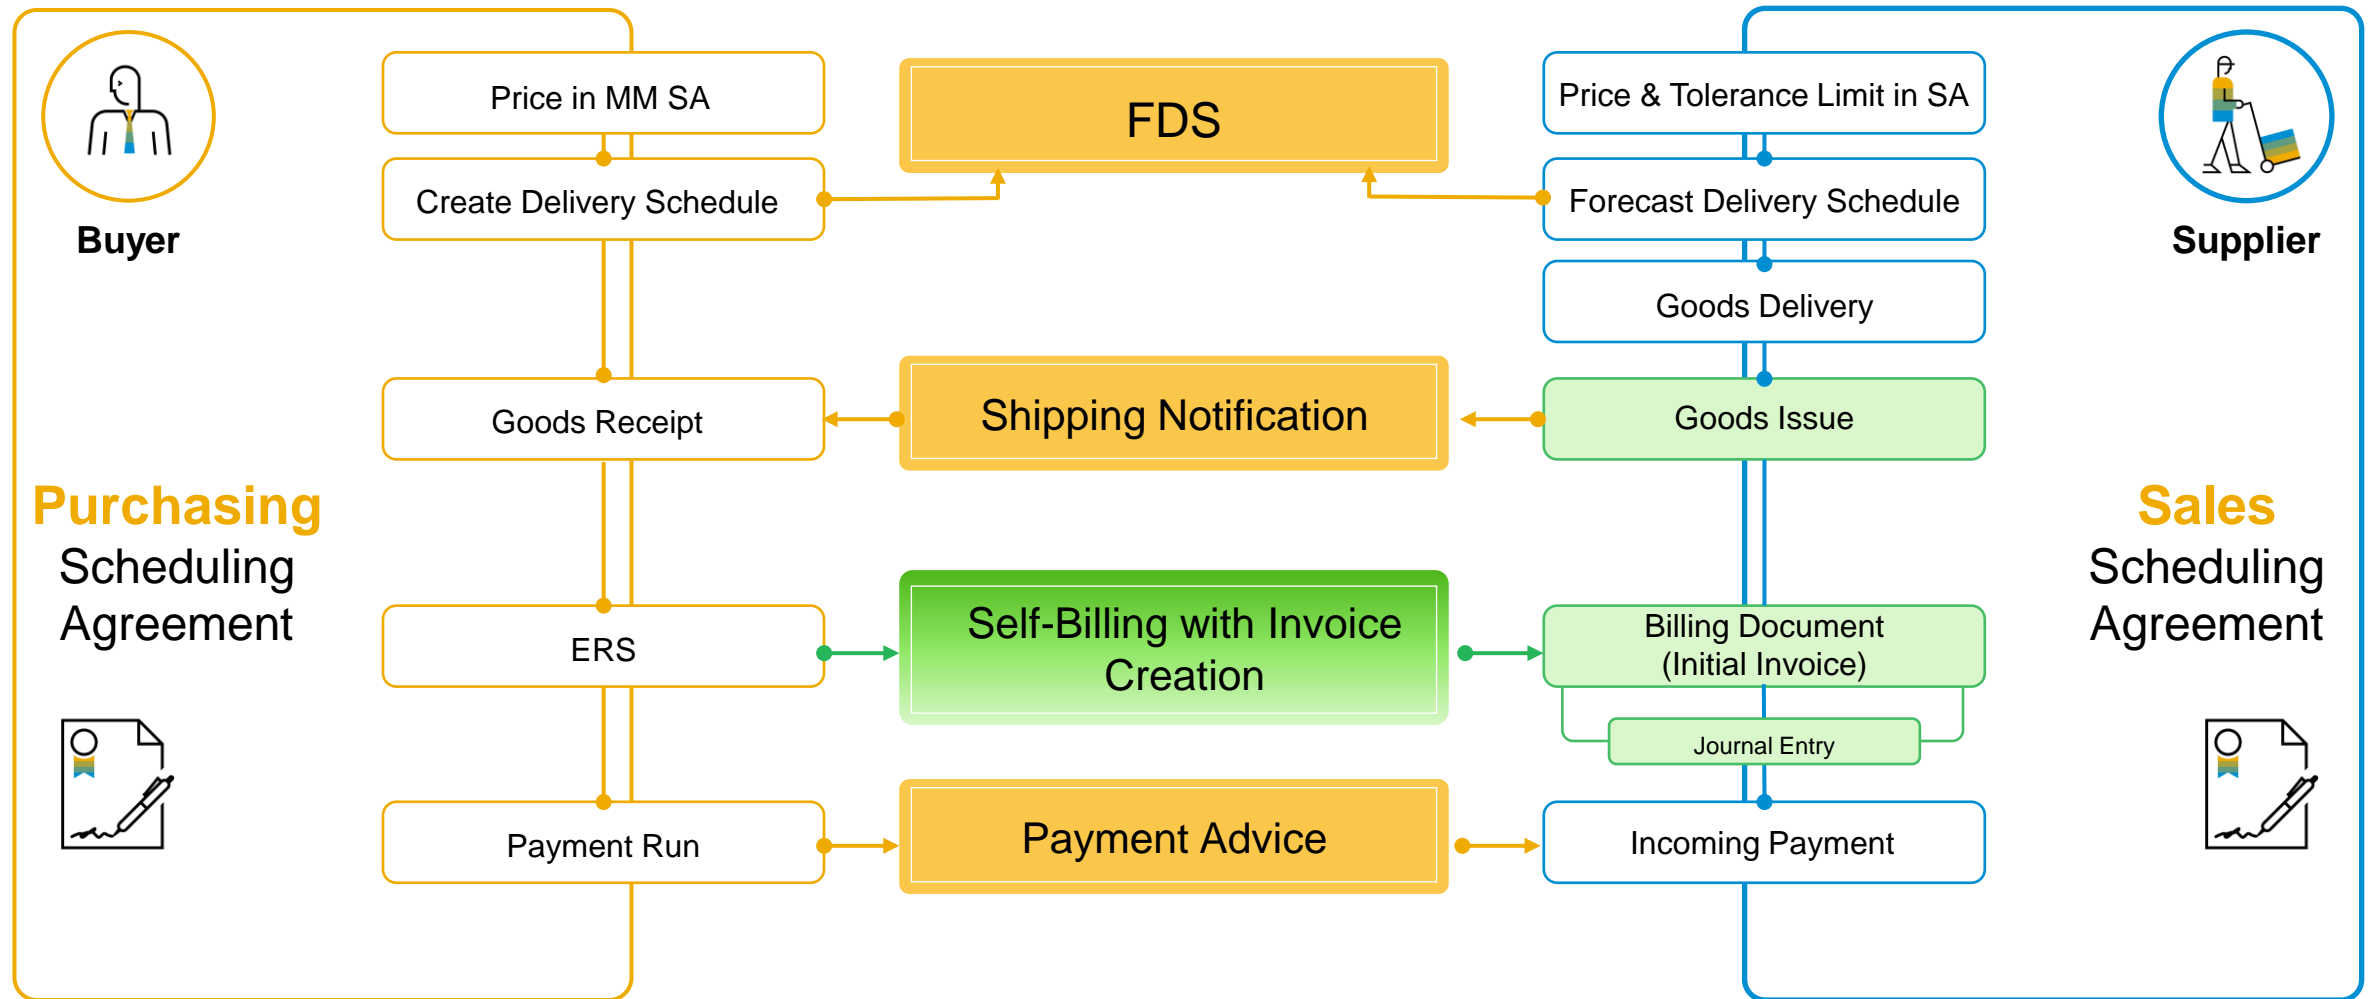 Buyer
Purchasing
Scheduling
Agreement
Price in MM SA
Create Delivery Schedule
Goods Receipt
ERS
Payment Run
FDS
Shipping Notification
Self-Billing with Invoice
Creation
Payment Advice
Price & Tolerance Limit in SA
Forecast Delivery Schedule
Goods Delivery
Goods Issue
Billing Document
(Initial Invoice)
Journal Entry
Incoming Payment
Supplier
Sales
Scheduling
Agreement